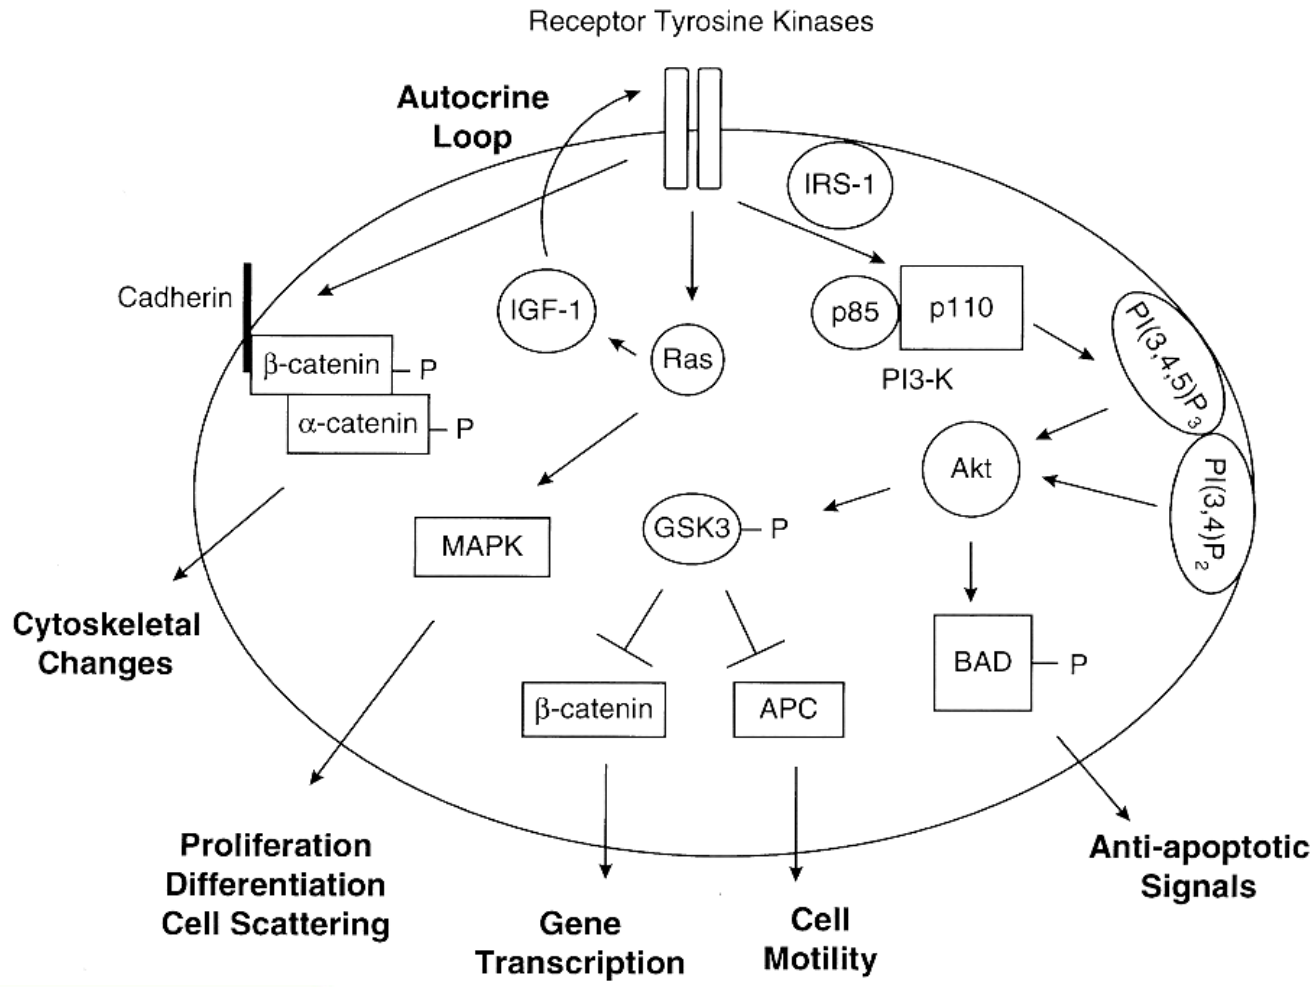 Receptor Tyrosine Kinases
Autocrine
Loop
IRS-1
Cadherin
IGF-1
p85
p110
PI(3,4,5)P3
β-catenin
P
Ras
PI3-K
α-catenin
P
Akt
PI(3,4)P2
MAPK
GSK3
P
Cytoskeletal
Changes
BAD
P
β-catenin
APC
Proliferation
Differentiation
Cell Scattering
Anti-apoptotic
Signals
Gene
Transcription
Cell
Motility